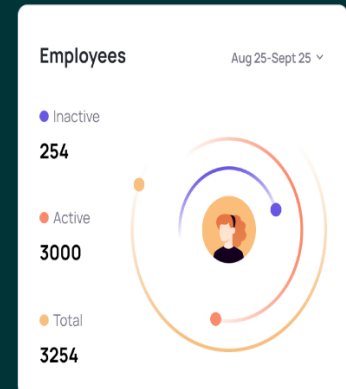 Employees
Aug 25-Sept 25
Inactive
254
Active
3000
Total
3254